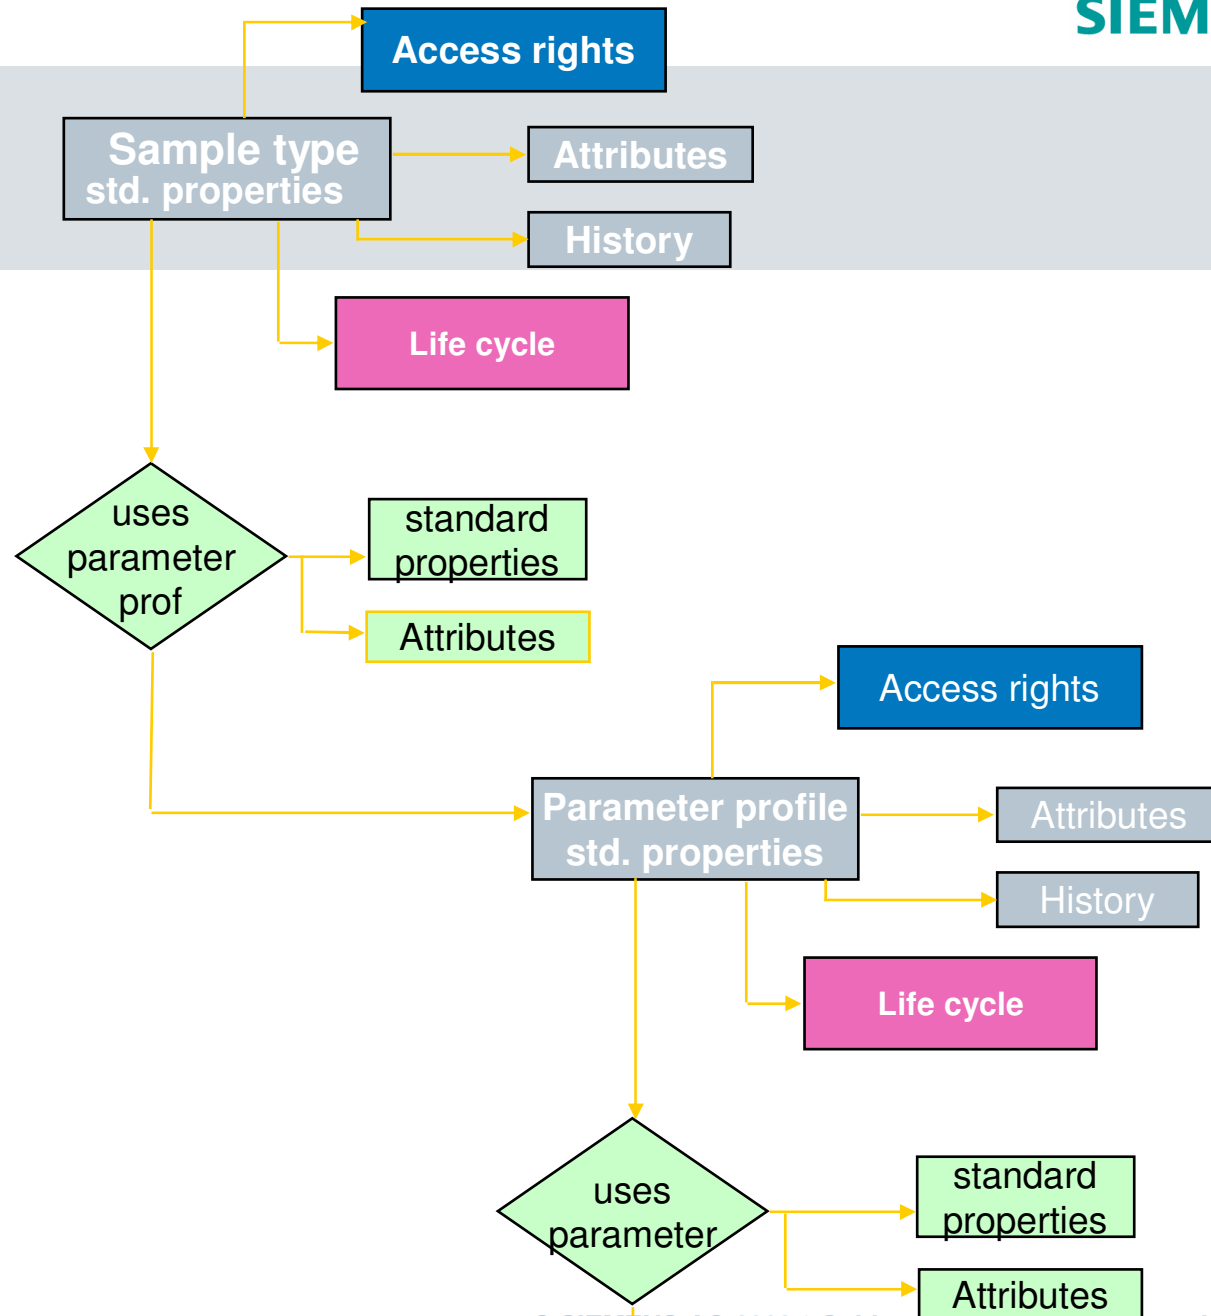 SIEM
Access rights
Sample type
std. properties
Attributes
History
Life cycle
uses
parameter
prof
standard
properties
Attributes
Access rights
Parameter profile
std. properties
Attributes
History
Life cycle
uses
parameter
standard
properties
Attributes